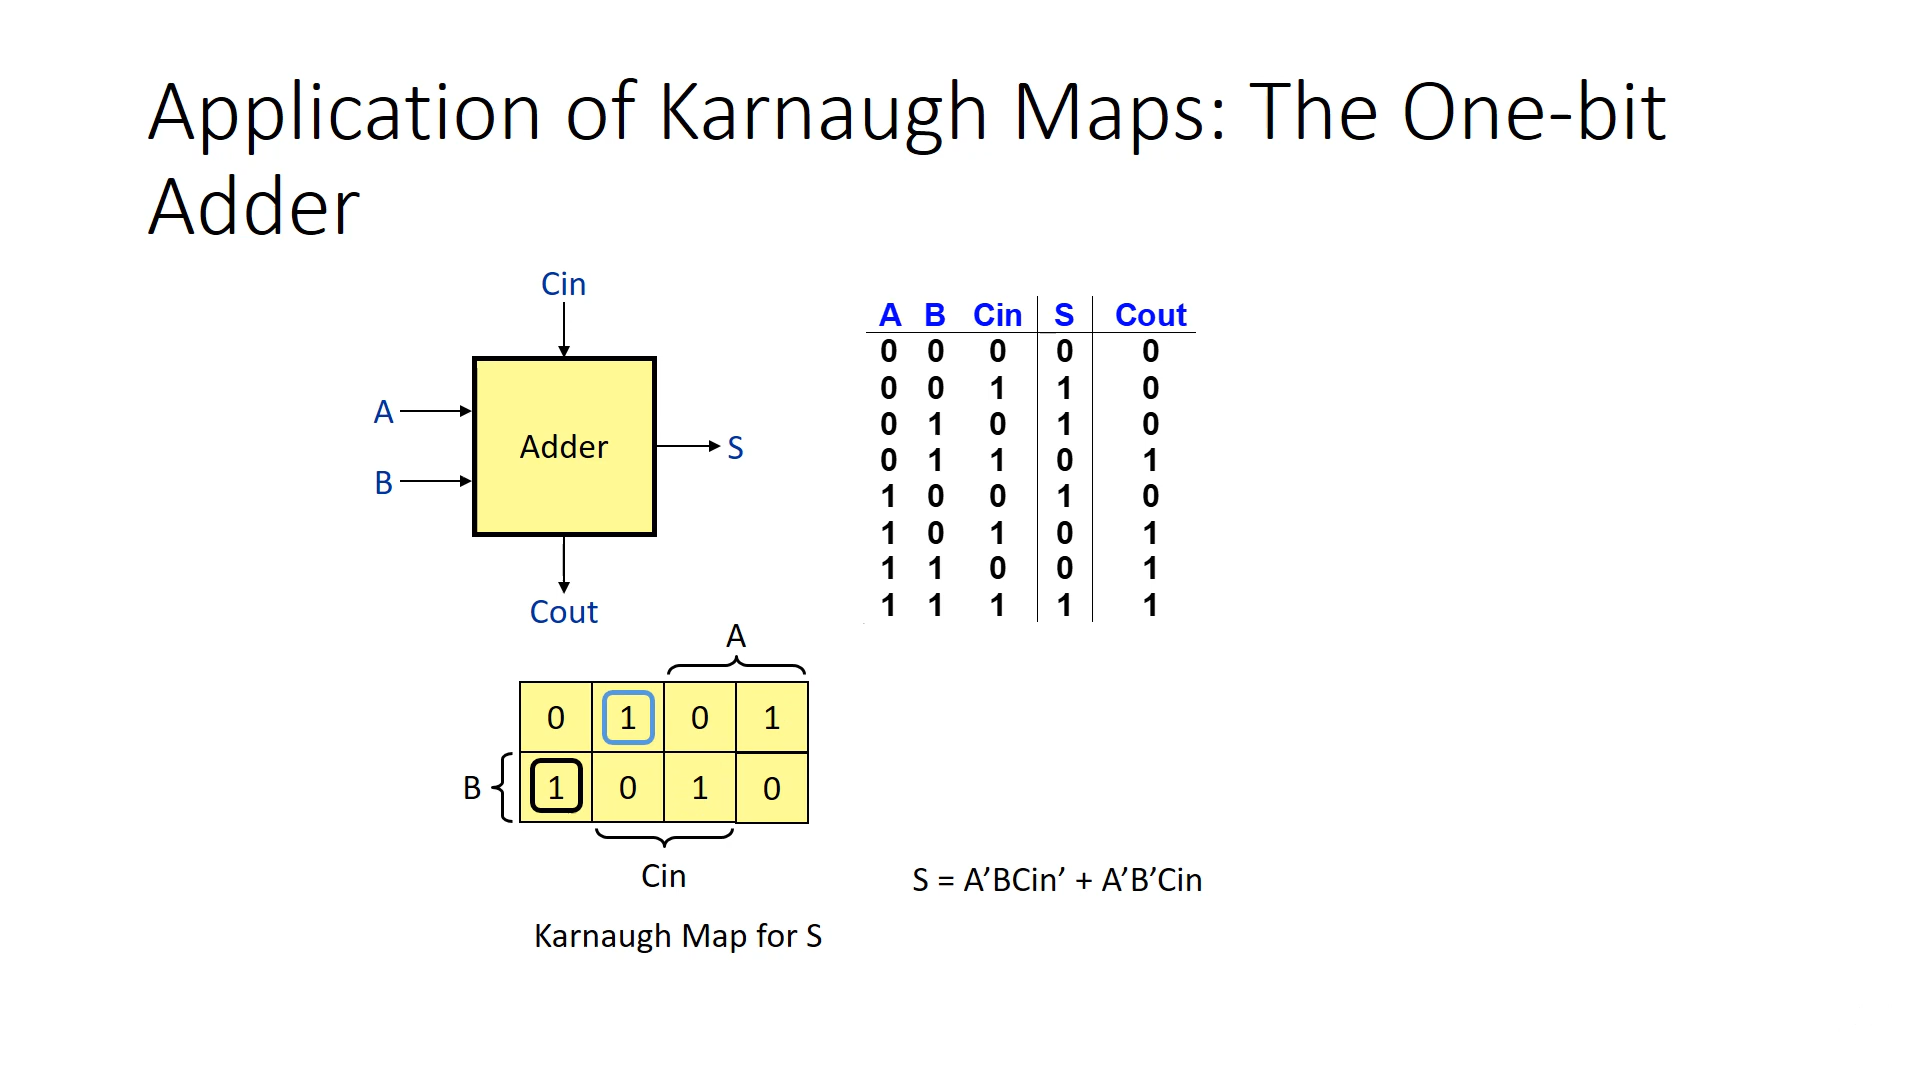 Application of Karnaugh Maps: The One-bit
Adder
Cin
A
B
Adder
S
Cout
A B Cin S Cout
0 0 0 0 0
0 0 1 1 0
0 1 0 1 0
0 1 1 0 1
1 0 0 1 0
1 0 1 0 1
1 1 0 0 1
1 1 1 1 1
A
0 1 0 1
B 1 0 1 0
Cin
S = A’BCin’ + A’B’Cin
Karnaugh Map for S